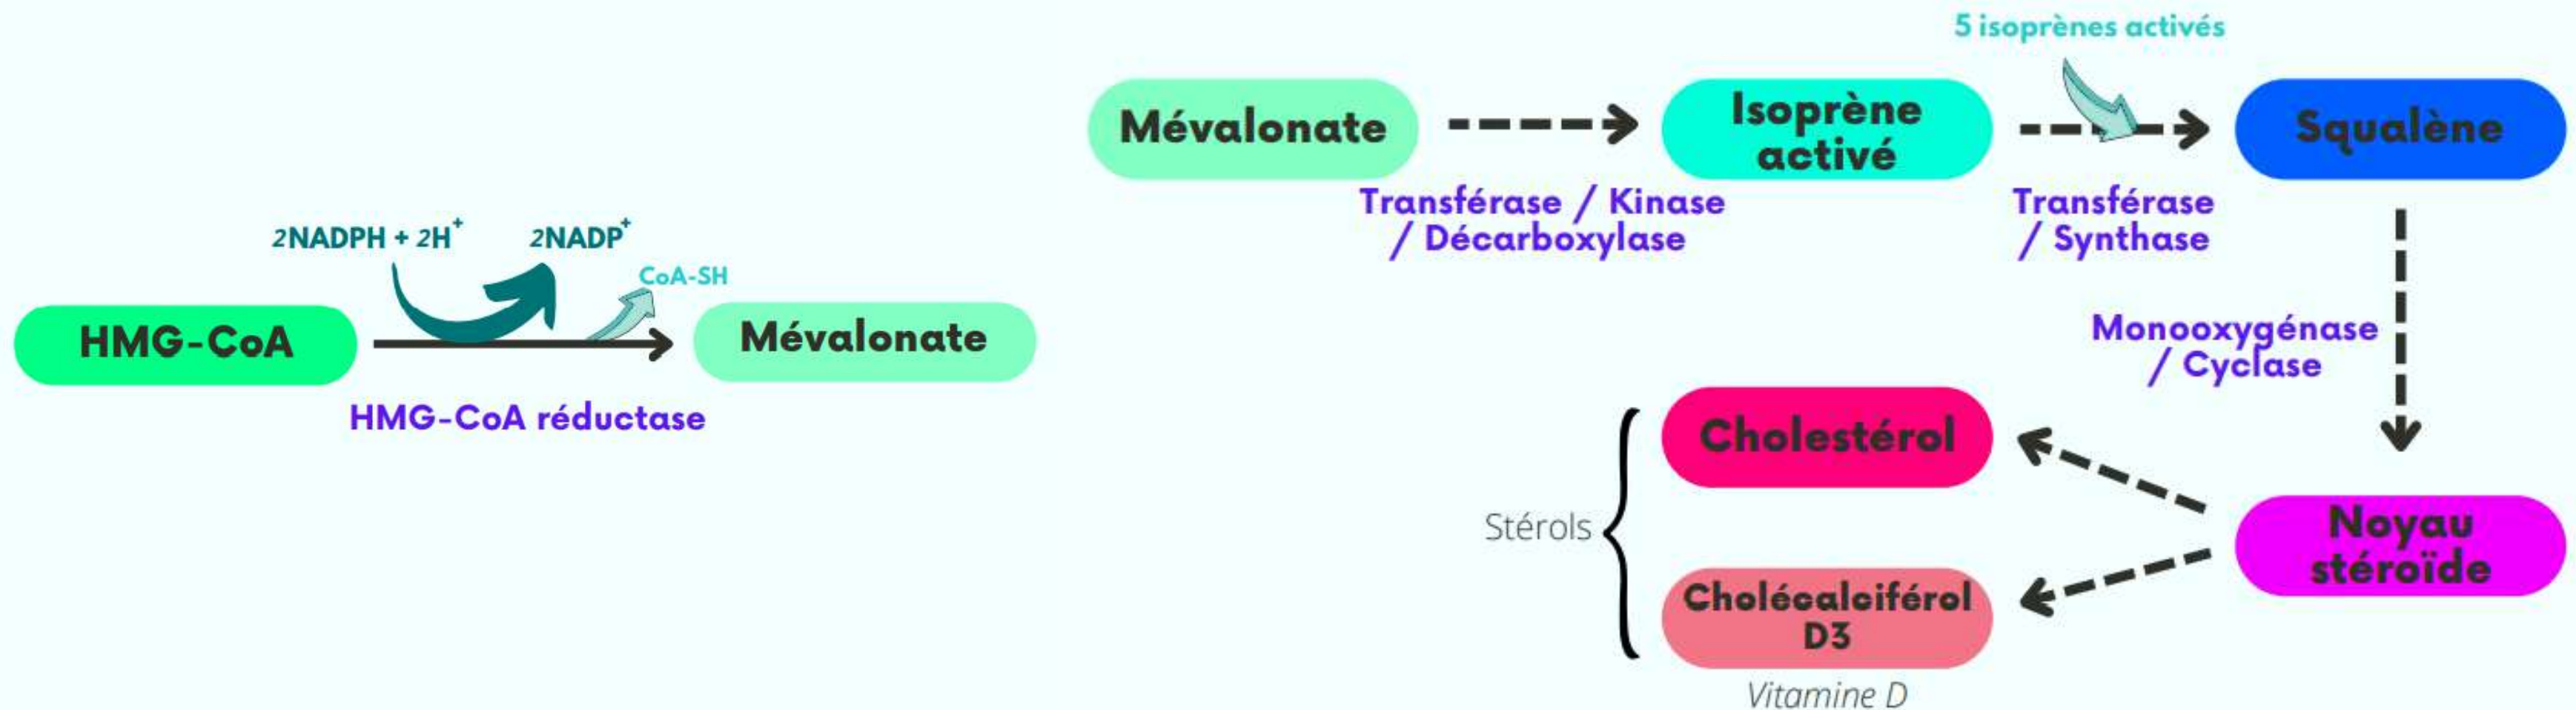 2NADPH + 2H+
2NADP+
CoA-SH
HMG-CoA
Mévalonate
HMG-CoA réductase
5 isoprènes activés
Mévalonate
Isoprène
activé
Squalène
Transférase / Kinase
/ Décarboxylase
Transférase
/ Synthase
Monooxygénase
/ Cyclase
Cholestérol
Stérols
Noyau
stéroïde
Cholécalciférol
D3
Vitamine D